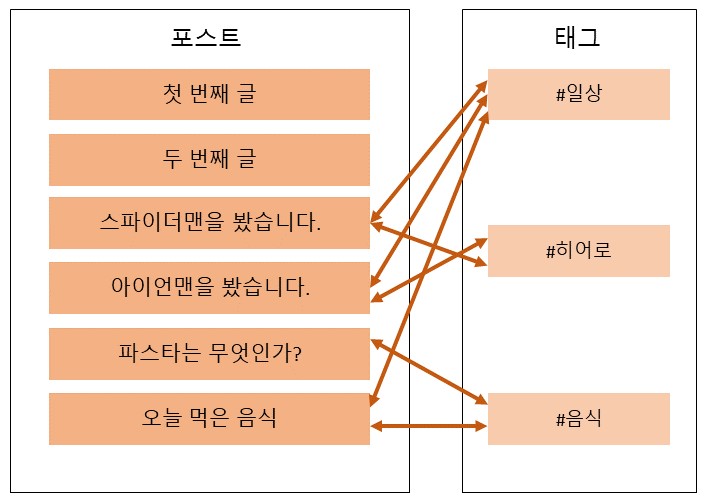 포스트
첫 번째 글
두 번째 글
스파이더맨을 봤습니다.
아이언맨을 봤습니다.
파스타는 무엇인가?
오늘 먹은 음식
태그
#일상
#히어로
#음식